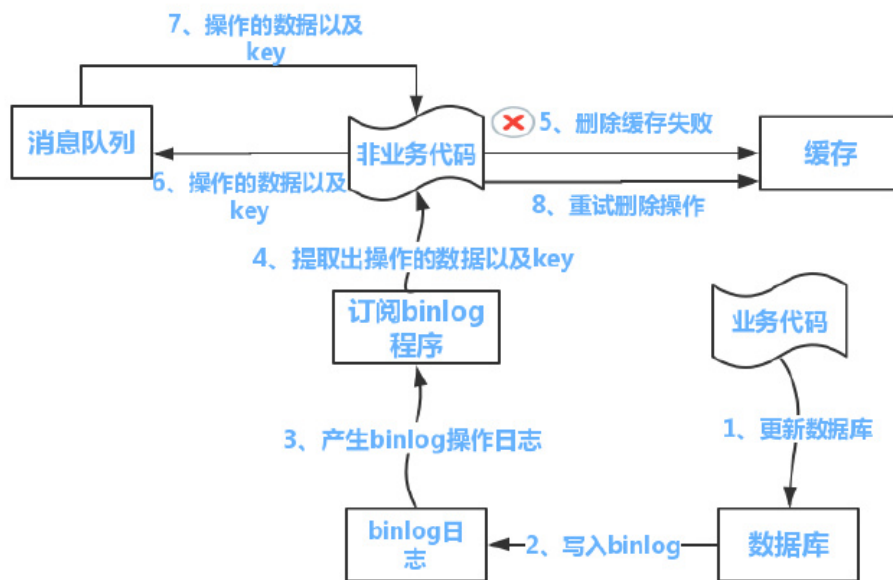 7、操作的数据以及
key
消息队列
非业务代码
5、删除缓存失败
缓存
6、操作的数据以及
key
8、重试删除操作
4、提取出操作的数据以及key
订阅binlog
程序
业务代码
3、产生binlog操作日志
1、更新数据库
binlog日
志
2、写入binlog
数据库